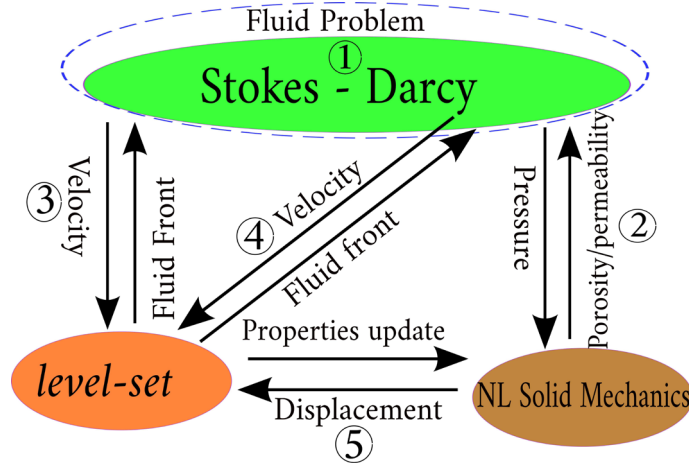 Fluid Problem
①
Stokes - Darcy
③
Velocity
Fluid Front
④
Velocity
Fluid front
Pressure
Porosity/permeability
②
Properties update
level-set
NL Solid Mechanics
Displacement
⑤